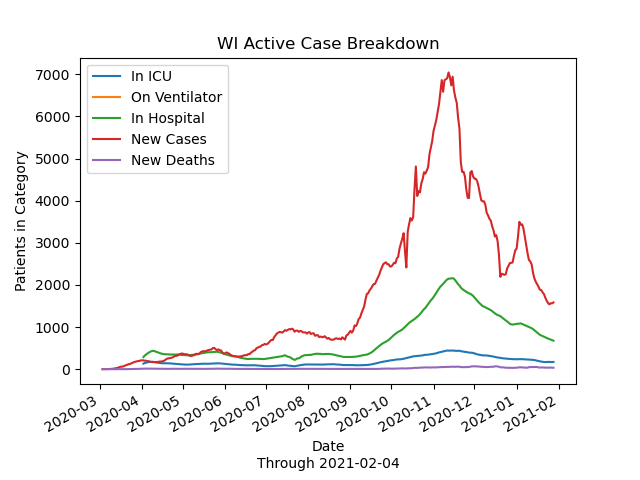 WI Active Case Breakdown
In ICU
On Ventilator
In Hospital
New Cases
New Deaths
Patients in Category
7000
6000
5000
4000
3000
2000
1000
0
2020-03
2020-04
2020-05
2020-06
2020-07
2020-08
2020-09
2020-10
2020-11
2020-12
2021-01
2021-02
Date
Through 2021-02-04